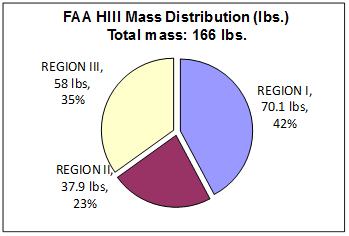 FAA HIII Mass Distribution (lbs.)
Total mass: 166 lbs.
REGION III,
58 lbs,
35%
REGION I,
70.1 lbs,
42%
REGION II,
37.9 lbs,
23%